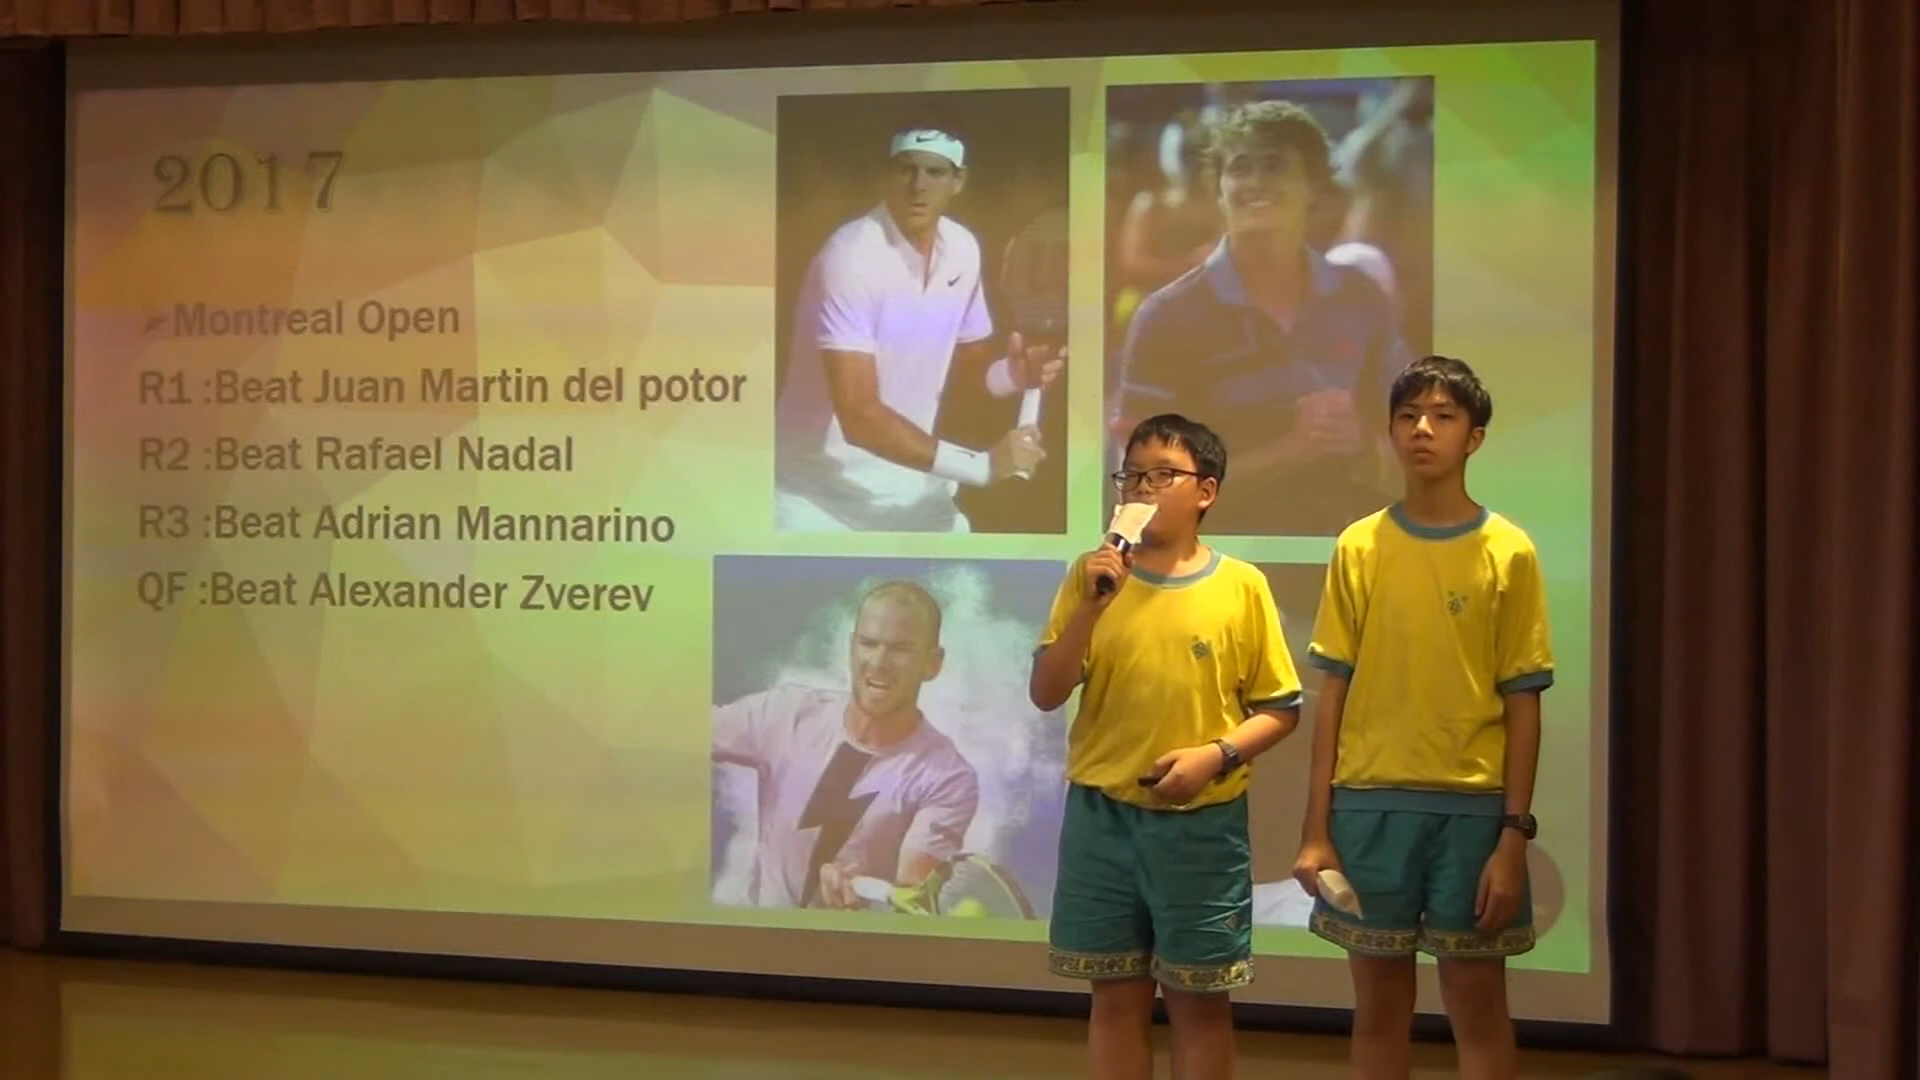 2017
➢Montreal Open
R1 :Beat Juan Martin del potor
R2 :Beat Rafael Nadal
R3 :Beat Adrian Mannarino
QF :Beat Alexander Zverev